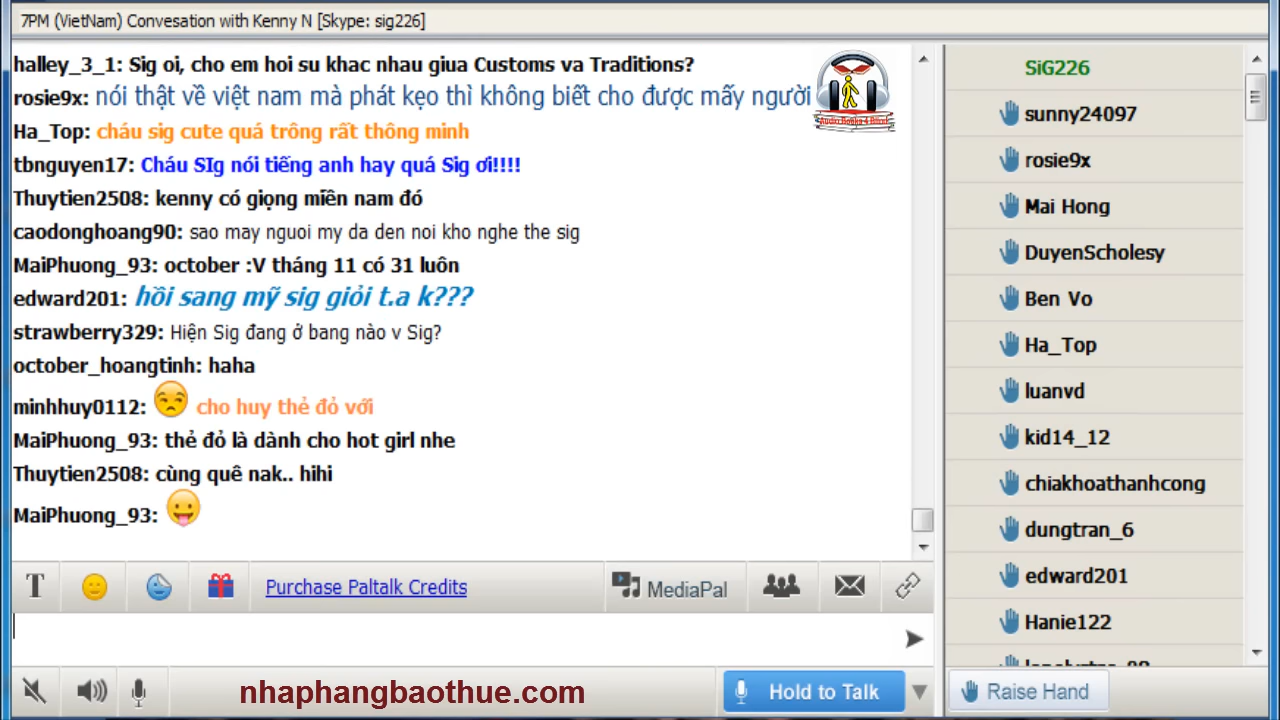 7PM (VietNam) Convesation with Kenny N [Skype: sig226]
halley_3_1: Sig oi, cho em hoi su khac nhau giua Customs va Traditions?
rosie9x: nói thật về việt nam mà phát kẹo thì không biết cho được mấy người
Ha_Top: cháu sig cute quá trông rất thông minh
tbnguyen17: Cháu SIg nói tiếng anh hay quá Sig ơi!!!!
Thuytien2508: kenny có giọng miền nam đó
caodonghoang90: sao may nguoi my da den noi kho nghe the sig
MaiPhuong_93: october :V tháng 11 có 31 luôn
edward201: hồi sang mỹ sig giỏi t.a k???
strawberry329: Hiện Sig đang ở bang nào v Sig?
october_hoangtinh: haha
minhhuy0112: cho huy thẻ đỏ với
MaiPhuong_93: thẻ đỏ là dành cho hot girl nhe
Thuytien2508: cùng quê nak.. hihi
MaiPhuong_93:
SiG226
sunny24097
rosie9x
Mai Hong
DuyenScholesy
Ben Vo
Ha_Top
luanvd
kid14_12
chiakhoathanhcong
dungtran_6
edward201
Hanie122
T
Purchase Paltalk Credits
MediaPal
nhaphangbaothue.com
Hold to Talk
Raise Hand